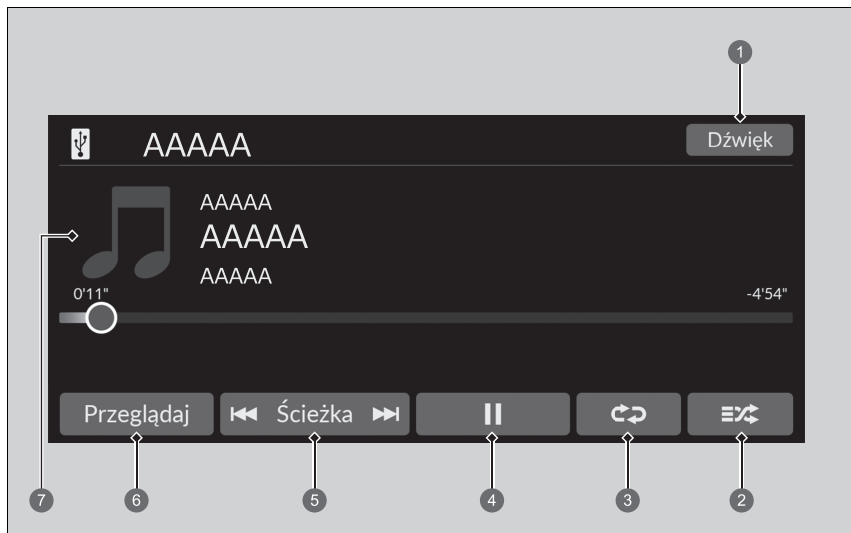 1
AAAAA
Dźwięk
AAAAA
AAAAA
AAAAA
7
0'11"
-4'54"
Przeglądaj
Ścieżka
6
5
4
3
2